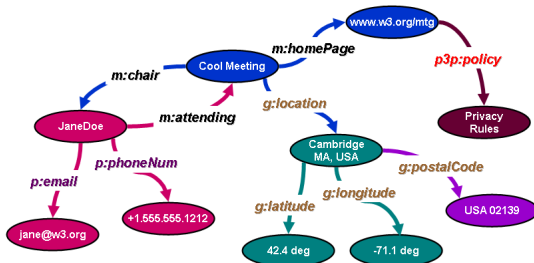 www.w3.org/mtg
m:homePage
p3p:policy
Cool Meeting
m:chair
g:location
m:attending
Privacy
Rules
JaneDoe
Cambridge
MA, USA
p:email
p:phoneNum
g:postalCode
g:latitude
g:longitude
+1.555.555.1212
USA 02139
jane@w3.org
42.4 deg
-71.1 deg